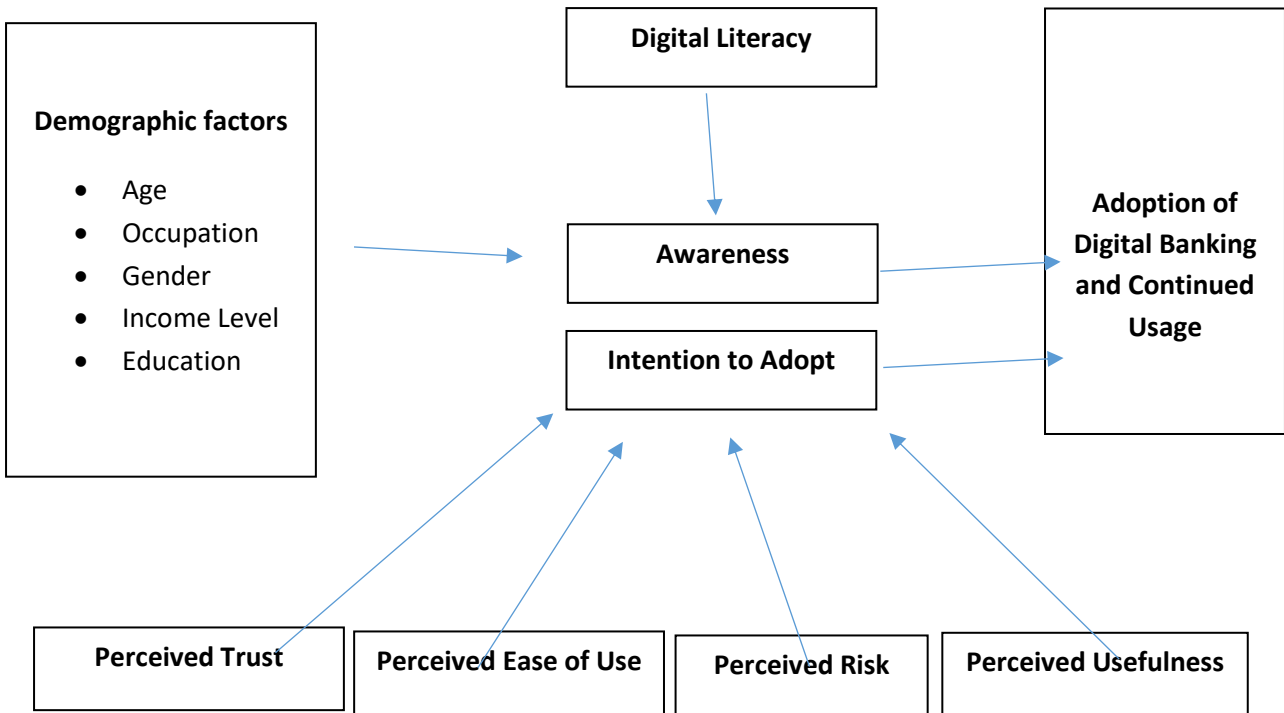 Demographic factors
Age
Occupation
Gender
Income Level
Education
Digital Literacy
Awareness
Intention to Adopt
Adoption of
Digital Banking
and Continued
Usage
Perceived Trust
Perceived Ease of Use
Perceived Risk
Perceived Usefulness